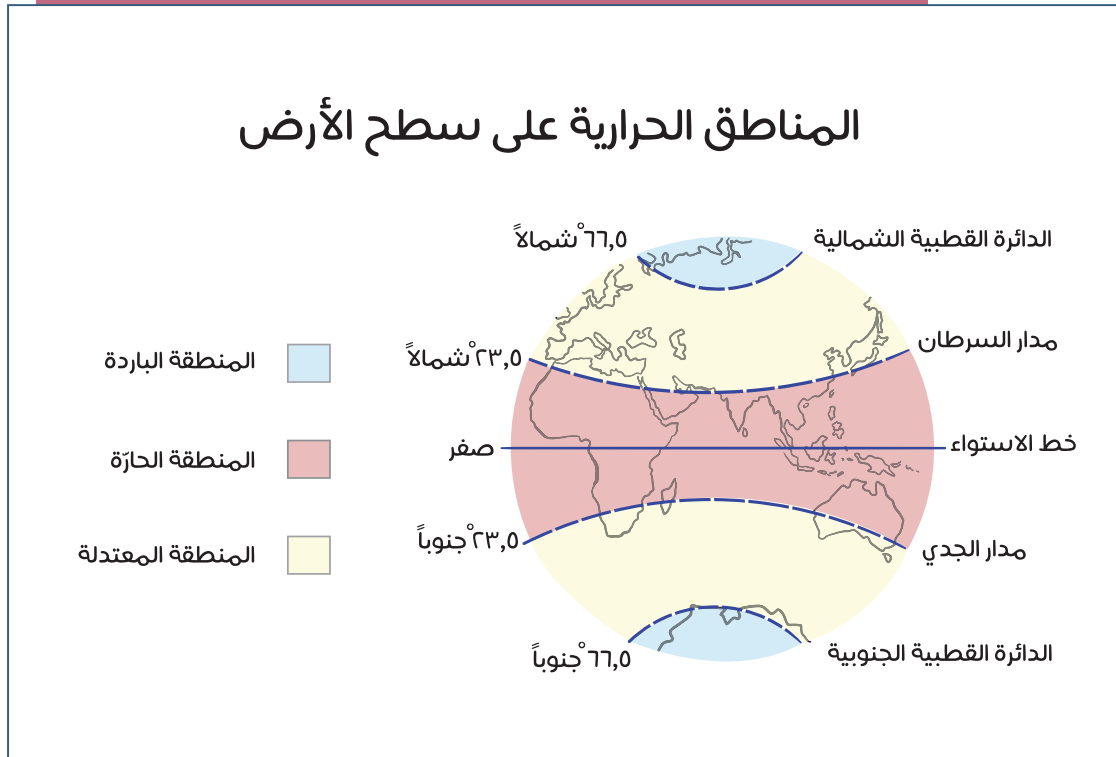 المناطق الحرارية على سطح الأرض
الدائرة القطبية الشمالية
٦٦,٥° شمالاً
مدار السرطان
٢٣,٥° شمالاً
خط الاستواء
صفر
مدار الجدي
٢٣,٥° جنوباً
الدائرة القطبية الجنوبية
٦٦,٥° جنوباً
المنطقة الباردة
المنطقة الحارّة
المنطقة المعتدلة